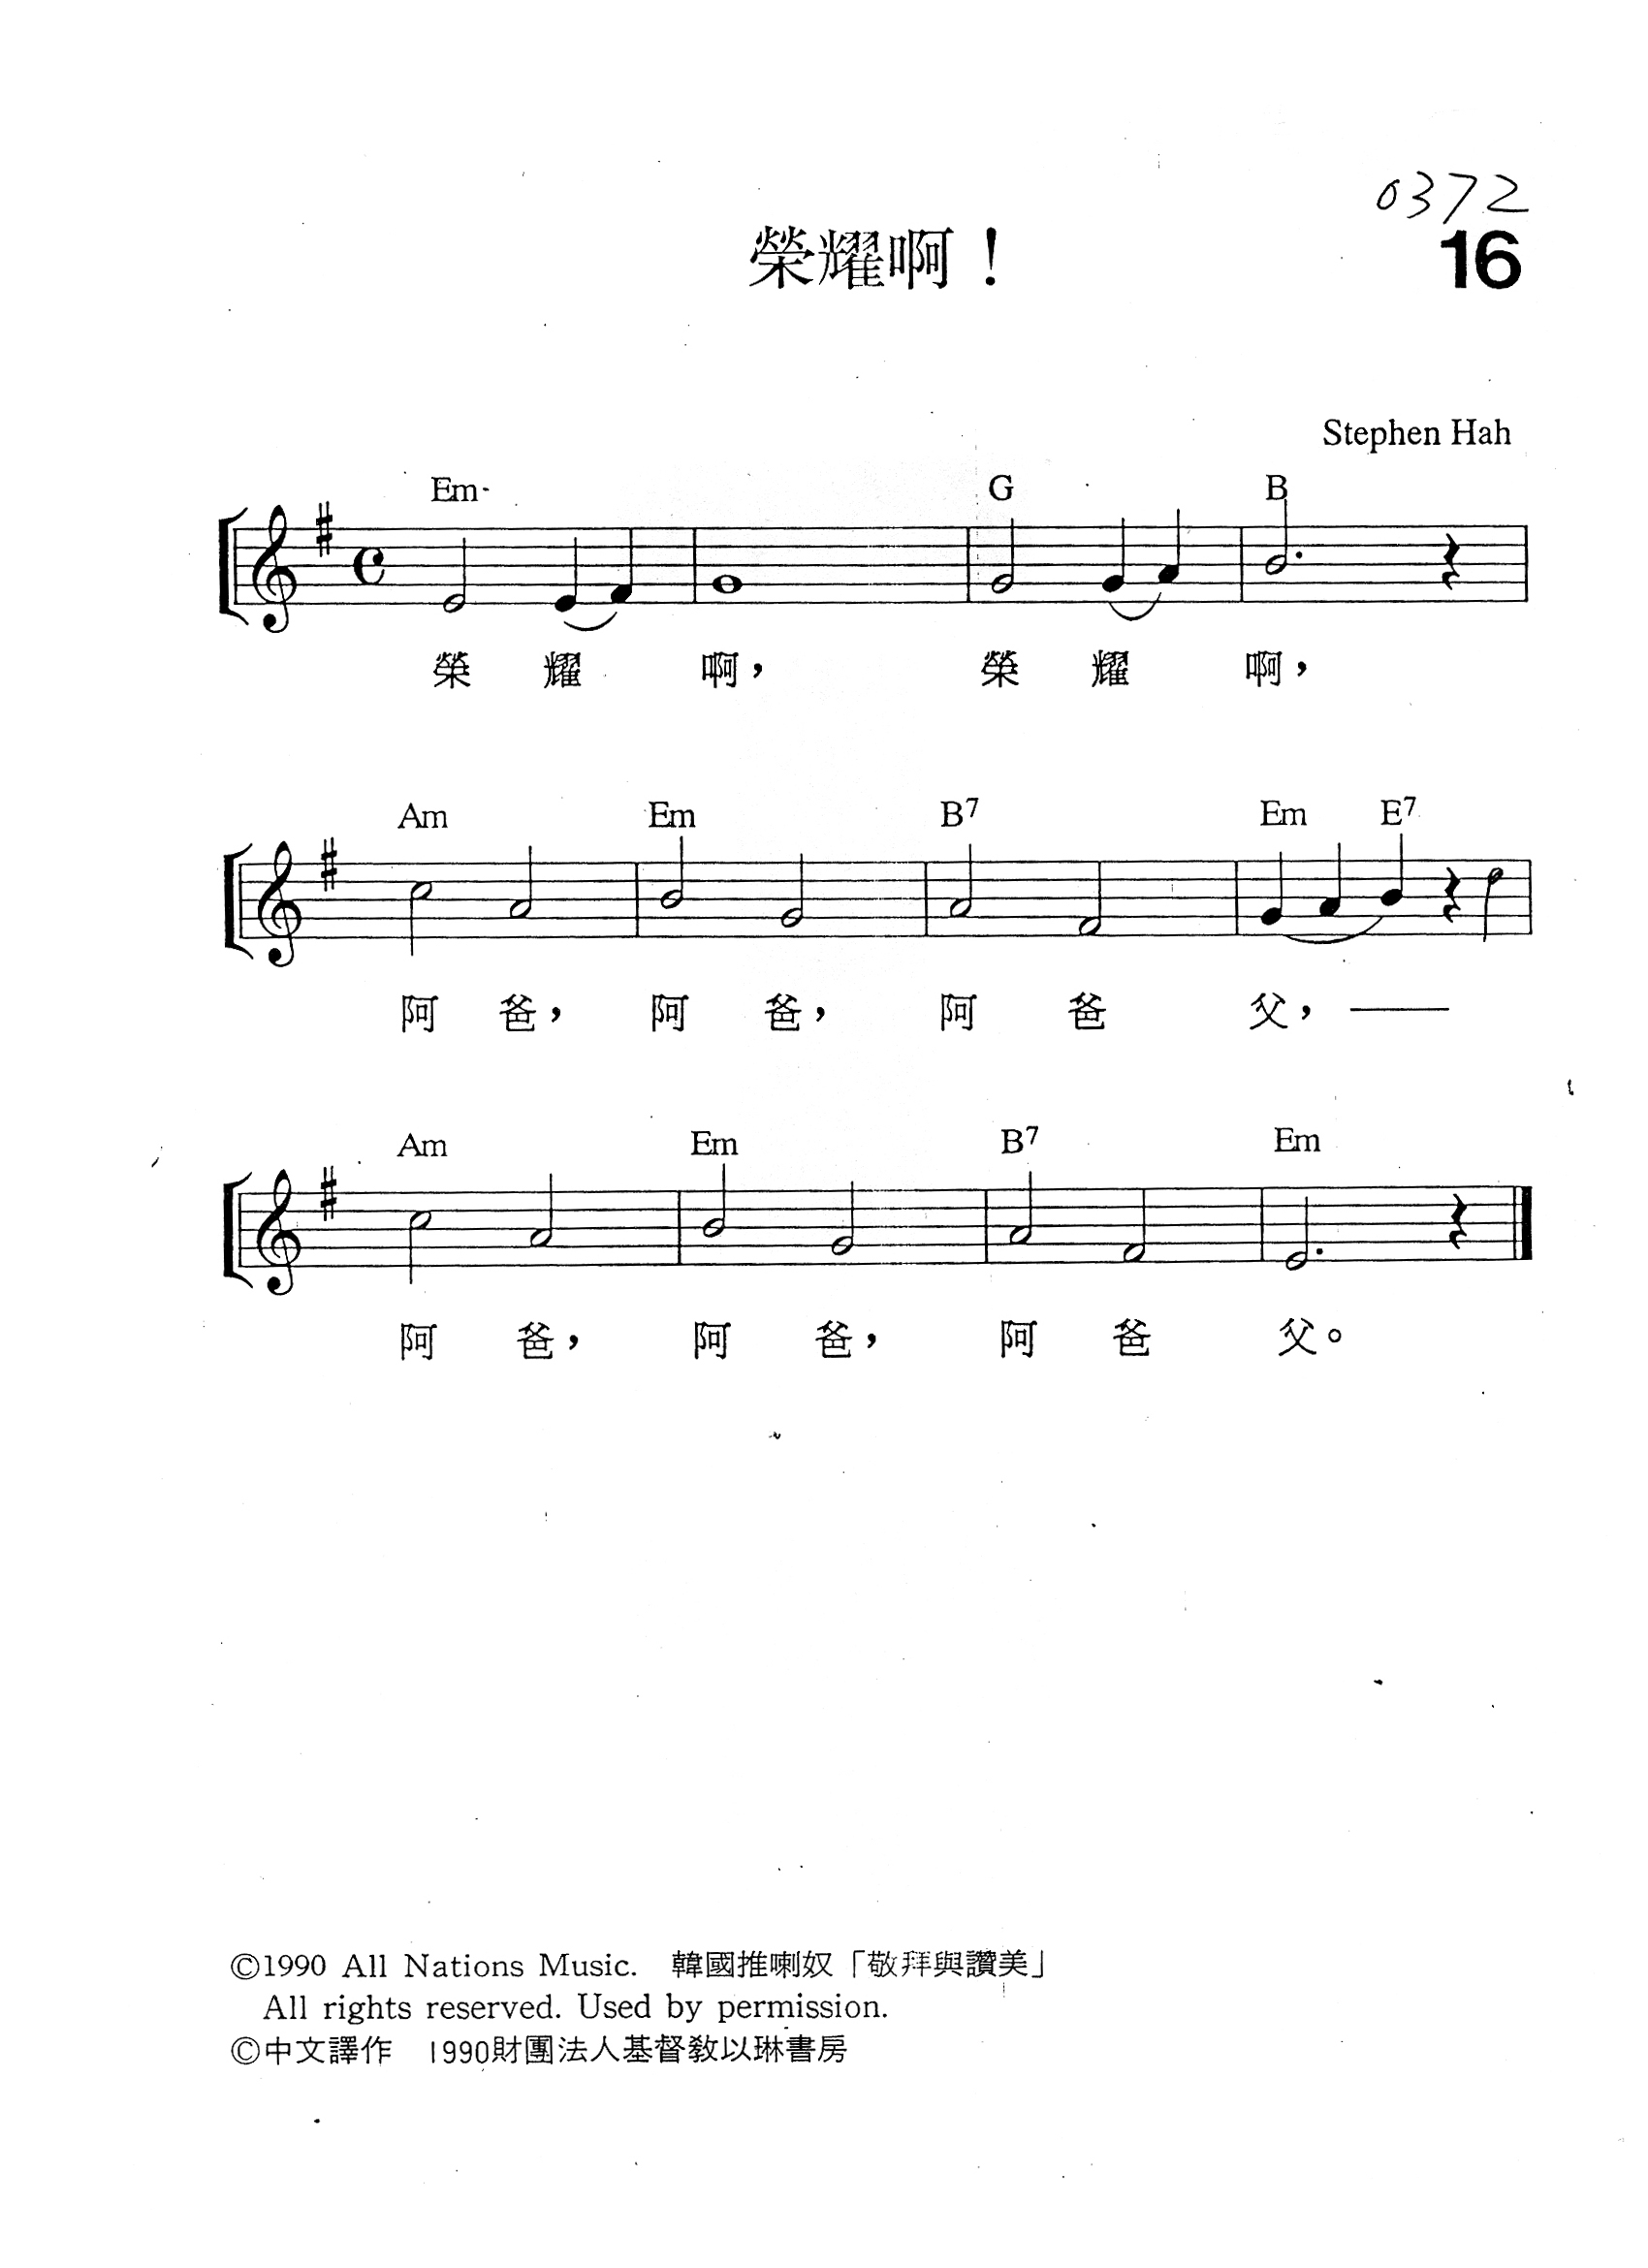 0372
榮耀啊！
16
Stephen Hah
Em G B
榮 耀 啊， 榮 耀 啊，
Am Em B7 Em E7
阿 爸， 阿 爸， 阿 爸 父，——
Am Em B7 Em
阿 爸， 阿 爸， 阿 爸 父。
©1990 All Nations Music. 韓國推喇奴「敬拜與讚美」
All rights reserved. Used by permission.
©中文譯作 1990財團法人基督教以琳書房